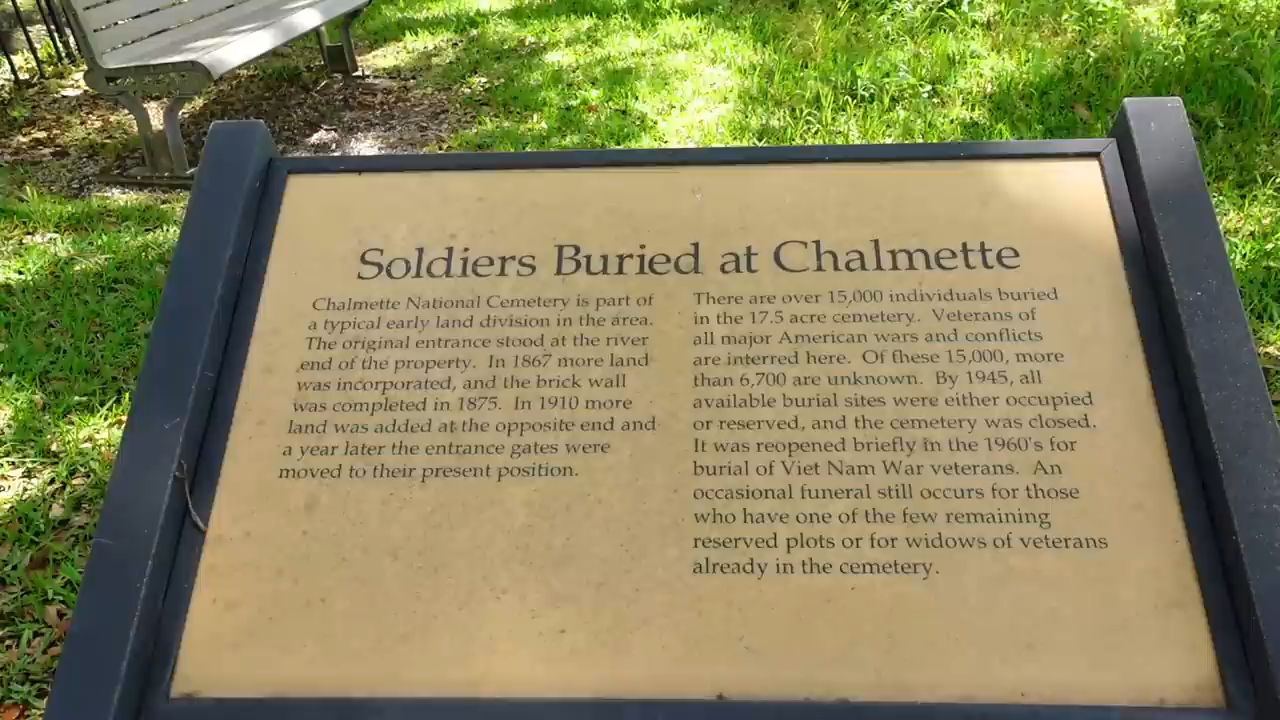 Soldiers Buried at Chalmette
Chalmette National Cemetery is part of
a typical early land division in the area.
The original entrance stood at the river
end of the property. In 1867 more land
was incorporated, and the brick wall
was completed in 1875. In 1910 more
land was added at the opposite end and
a year later the entrance gates were
moved to their present position.
There are over 15,000 individuals buried
in the 17.5 acre cemetery. Veterans of
all major American wars and conflicts
are interred here. Of these 15,000, more
than 6,700 are unknown. By 1945, all
available burial sites were either occupied
or reserved, and the cemetery was closed.
It was reopened briefly in the 1960's for
burial of Viet Nam War veterans. An
occasional funeral still occurs for those
who have one of the few remaining
reserved plots or for widows of veterans
already in the cemetery.